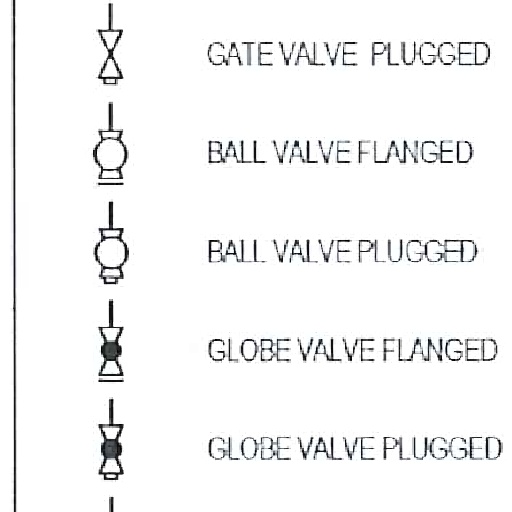 GATE VALVE PLUGGED
BALL VALVE FLANGED
BALL VALVE PLUGGED
GLOBE VALVE FLANGED
GLOBE VALVE PLUGGED